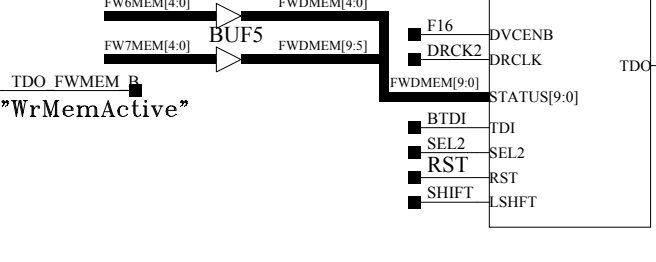 FW6MEM[4:0]
FWDMEM[4:0]
BUF5
FW7MEM[4:0]
FWDMEM[9:5]
TDO_FWMEM_B
"WrMemActive"
FWDMEM[9:0]
F16
DVCENB
DRCK2
DRCLK
TDO
STATUS[9:0]
BTDI
TDI
SEL2
SEL2
RST
RST
SHIFT
LSHFT